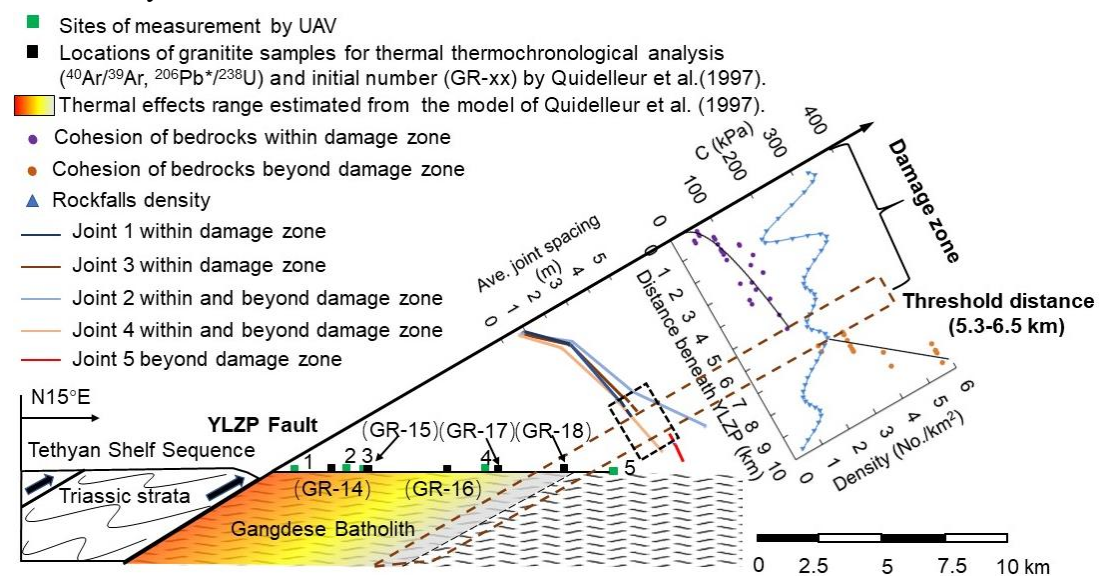 Sites of measurement by UAV
Locations of granitite samples for thermal thermochronological analysis
(⁴⁰Ar/³⁹Ar, ²⁰⁶Pb*/²³⁸U) and initial number (GR-xx) by Quidelleur et al.(1997).
Thermal effects range estimated from the model of Quidelleur et al. (1997).
Cohesion of bedrocks within damage zone
Cohesion of bedrocks beyond damage zone
Rockfalls density
Joint 1 within damage zone
Joint 3 within damage zone
Joint 2 within and beyond damage zone
Joint 4 within and beyond damage zone
Joint 5 beyond damage zone
C (kPa)
0 100 200 300 400
Damage zone
Threshold distance
(5.3-6.5 km)
Ave. joint spacing
(m)
0 1 2 3 4 5
Distance beneath YLZP (km)
0 1 2 3 4 5 6 7 8 9 10
Density (No./km²)
0 1 2 3 4 5 6
N15°E
YLZP Fault
Tethyan Shelf Sequence
Triassic strata
(GR-15)(GR-17)(GR-18)
1 2 3 4 5
(GR-14) (GR-16)
Gangdese Batholith
0 2.5 5 7.5 10 km